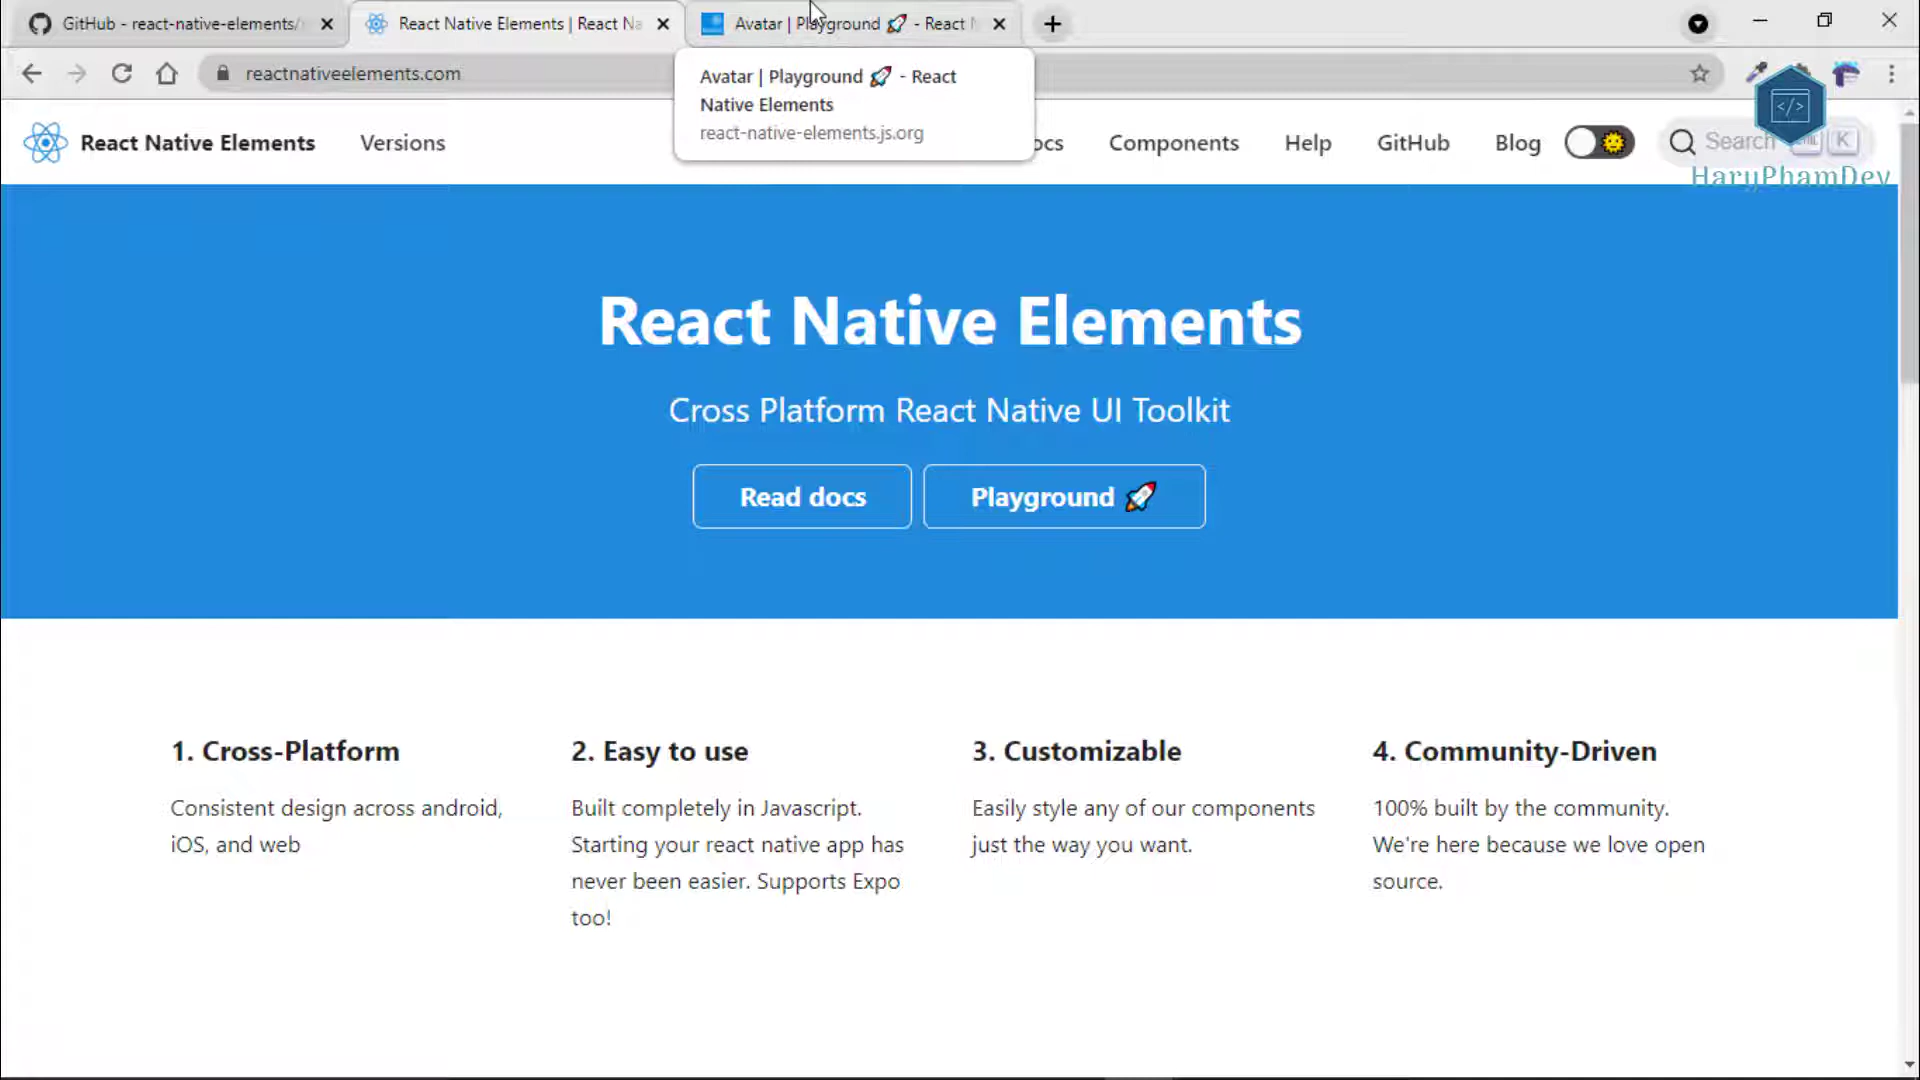 GitHub - react-native-elements/
React Native Elements | React Na
Avatar | Playground 🚀 - React N
reactnativeelements.com
Avatar | Playground 🚀 - React
Native Elements
react-native-elements.js.org
React Native Elements
Versions
ocs
Components
Help
GitHub
Blog
Search
K
</>
HaryPhamDev
React Native Elements
Cross Platform React Native UI Toolkit
Read docs
Playground 🚀
1. Cross-Platform
Consistent design across android,
iOS, and web
2. Easy to use
Built completely in Javascript.
Starting your react native app has
never been easier. Supports Expo
too!
3. Customizable
Easily style any of our components
just the way you want.
4. Community-Driven
100% built by the community.
We're here because we love open
source.